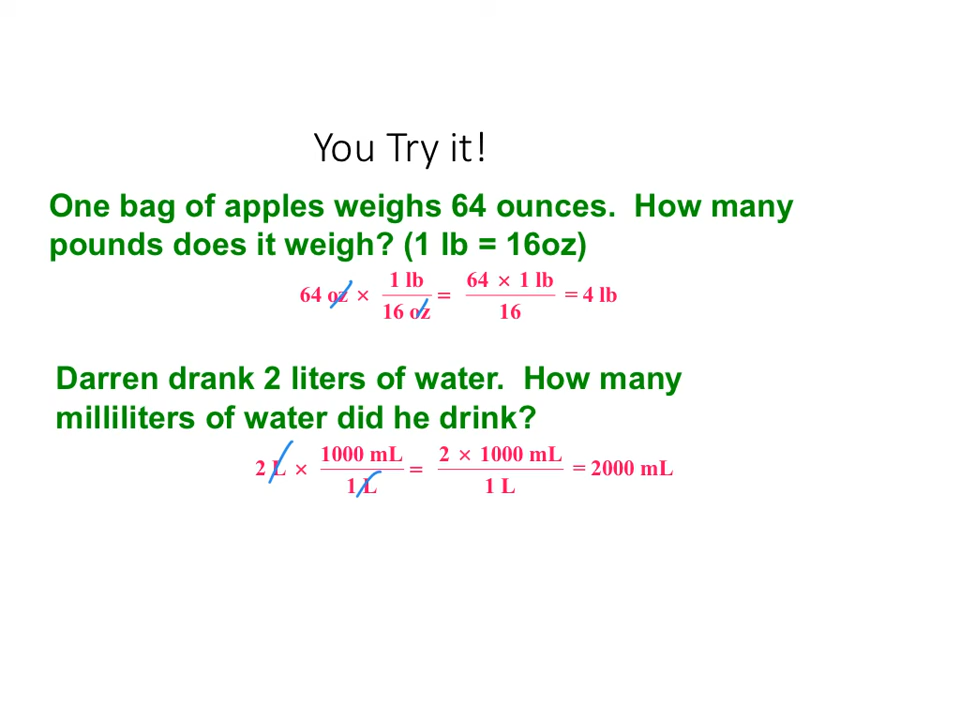 You Try it!
One bag of apples weighs 64 ounces.  How many
pounds does it weigh? (1 lb = 16oz)
64 oz × 1 lb / 16 oz = 64 × 1 lb / 16 = 4 lb
Darren drank 2 liters of water.  How many
milliliters of water did he drink?
2 L × 1000 mL / 1 L = 2 × 1000 mL / 1 L = 2000 mL